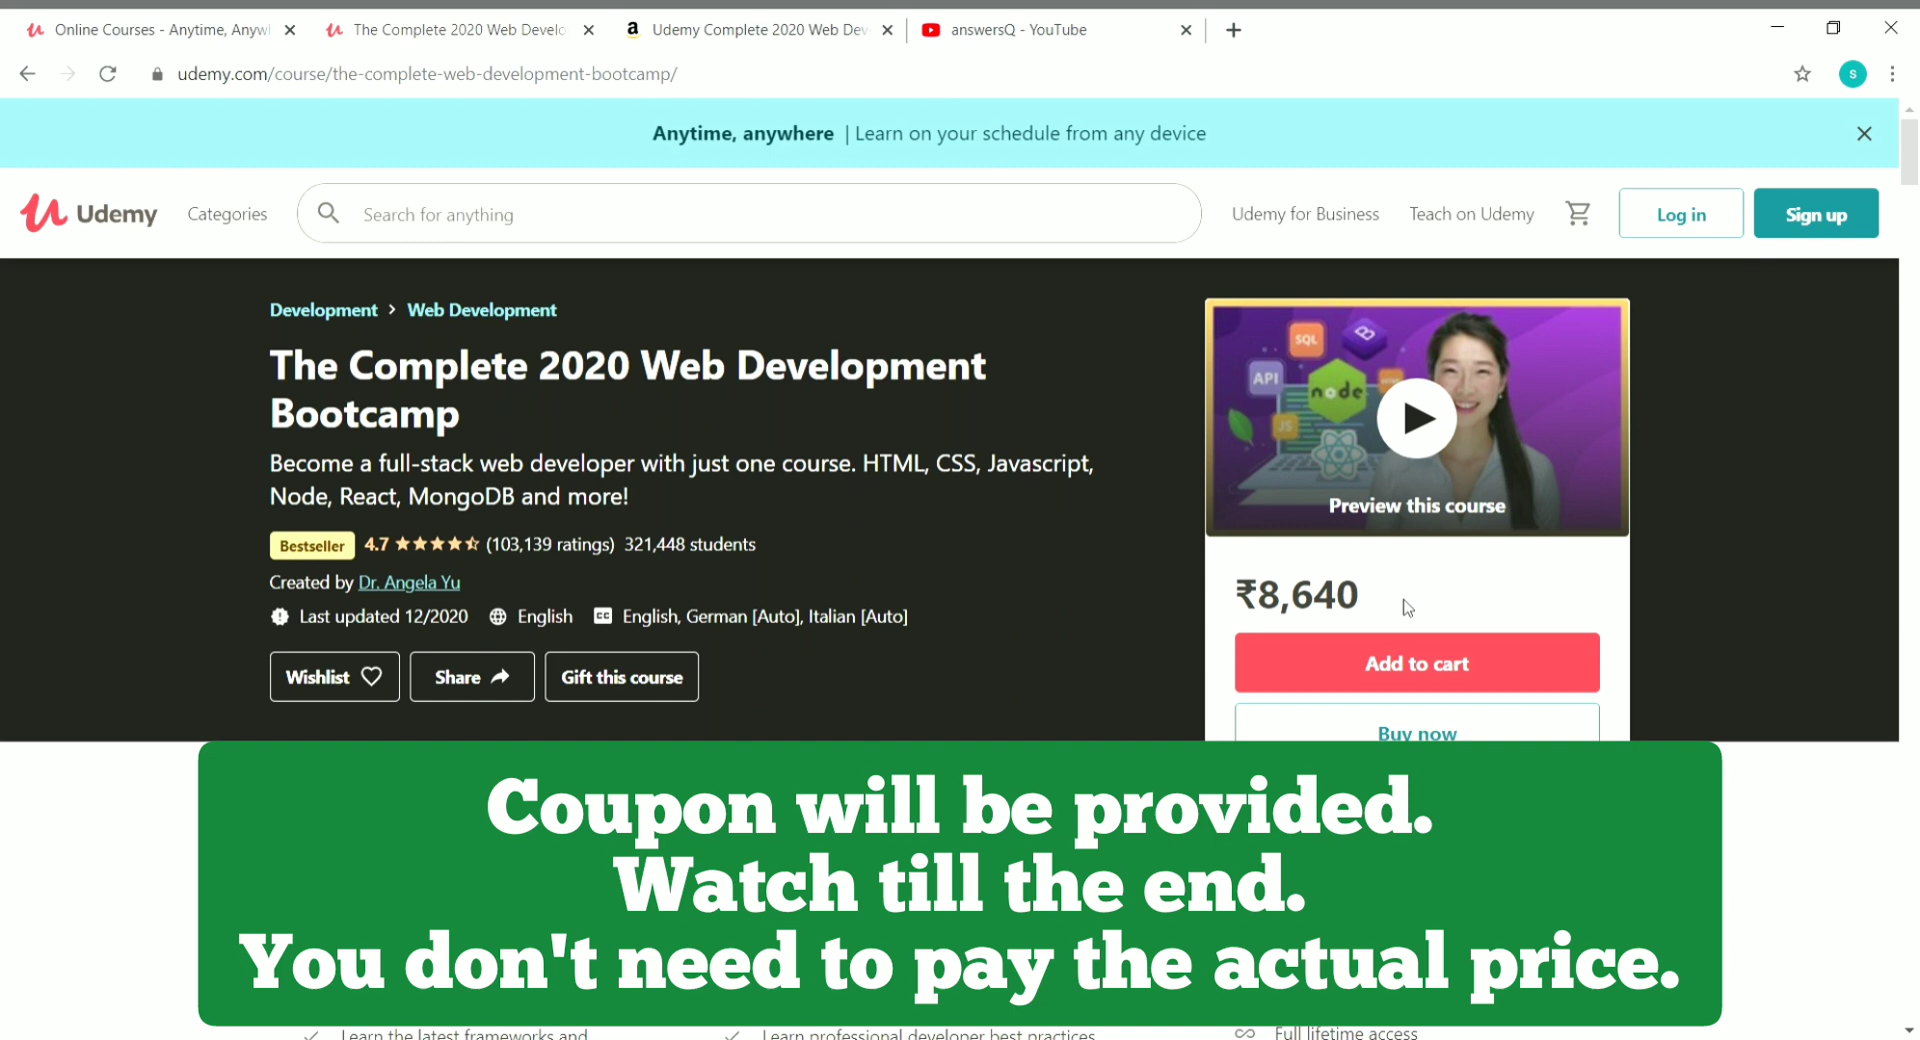 Online Courses - Anytime, Anywh
The Complete 2020 Web Develo
Udemy Complete 2020 Web Dev
answersQ - YouTube
udemy.com/course/the-complete-web-development-bootcamp/
S
Anytime, anywhere | Learn on your schedule from any device
Udemy
Categories
Search for anything
Udemy for Business
Teach on Udemy
Log in
Sign up
Development > Web Development
The Complete 2020 Web Development
Bootcamp
Become a full-stack web developer with just one course. HTML, CSS, Javascript,
Node, React, MongoDB and more!
Bestseller 4.7 (103,139 ratings) 321,448 students
Created by Dr. Angela Yu
Last updated 12/2020 English CC English, German [Auto], Italian [Auto]
Wishlist
Share
Gift this course
SQL
API
node
JS
Preview this course
₹8,640
Add to cart
Buy now
Coupon will be provided.
Watch till the end.
You don't need to pay the actual price.
Learn the latest frameworks and
Learn professional developer best practices
Full lifetime access